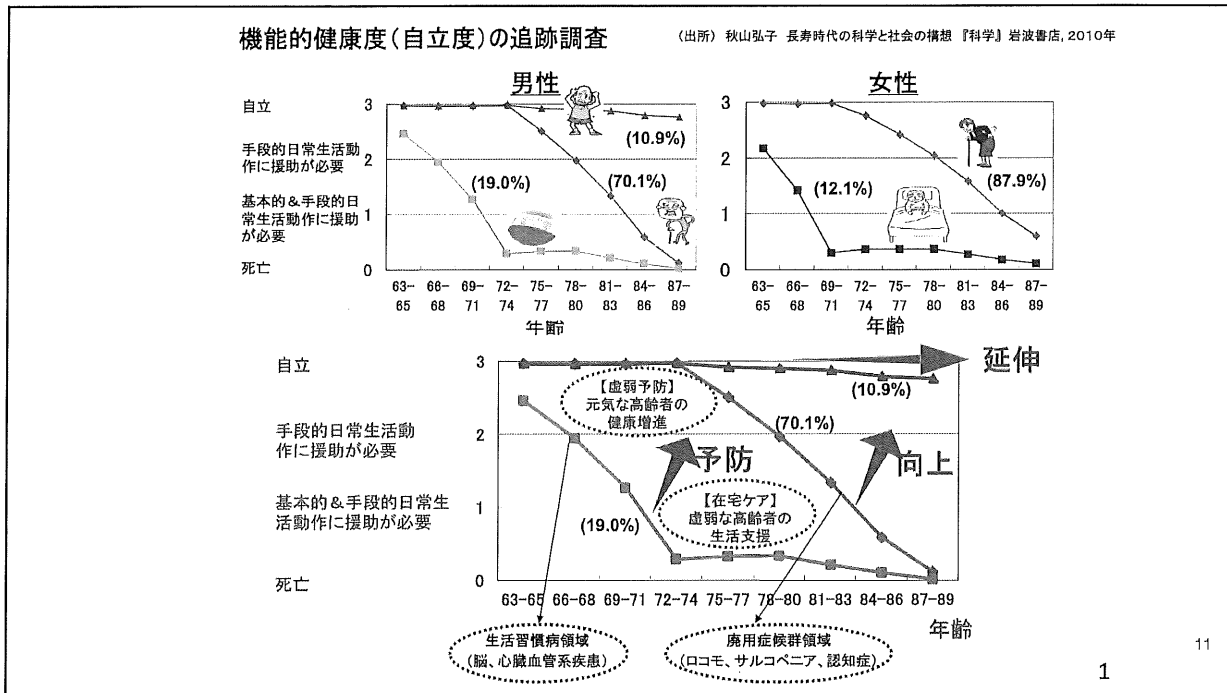 機能的健康度(自立度)の追跡調査
(出所) 秋山弘子 長寿時代の科学と社会の構想 『科学』岩波書店, 2010年
男性
自立
手段的日常生活動
作に援助が必要
基本的&手段的日
常生活動作に援助
が必要
死亡
3
2
1
0
(10.9%)
(19.0%)
(70.1%)
63-65
66-68
69-71
72-74
75-77
78-80
81-83
84-86
87-89
年齢
女性
3
2
1
0
(12.1%)
(87.9%)
63-65
66-68
69-71
72-74
75-77
78-80
81-83
84-86
87-89
年齢
自立
手段的日常生活動
作に援助が必要
基本的&手段的日常生
活動作に援助が必要
死亡
3
2
1
0
延伸
(10.9%)
【虚弱予防】
元気な高齢者の
健康増進
(70.1%)
予防
向上
【在宅ケア】
虚弱な高齢者の
生活支援
(19.0%)
63-65 66-68 69-71 72-74 75-77 78-80 81-83 84-86 87-89
年齢
生活習慣病領域
(脳、心臓血管系疾患)
廃用症候群領域
(ロコモ、サルコペニア、認知症)
11
1